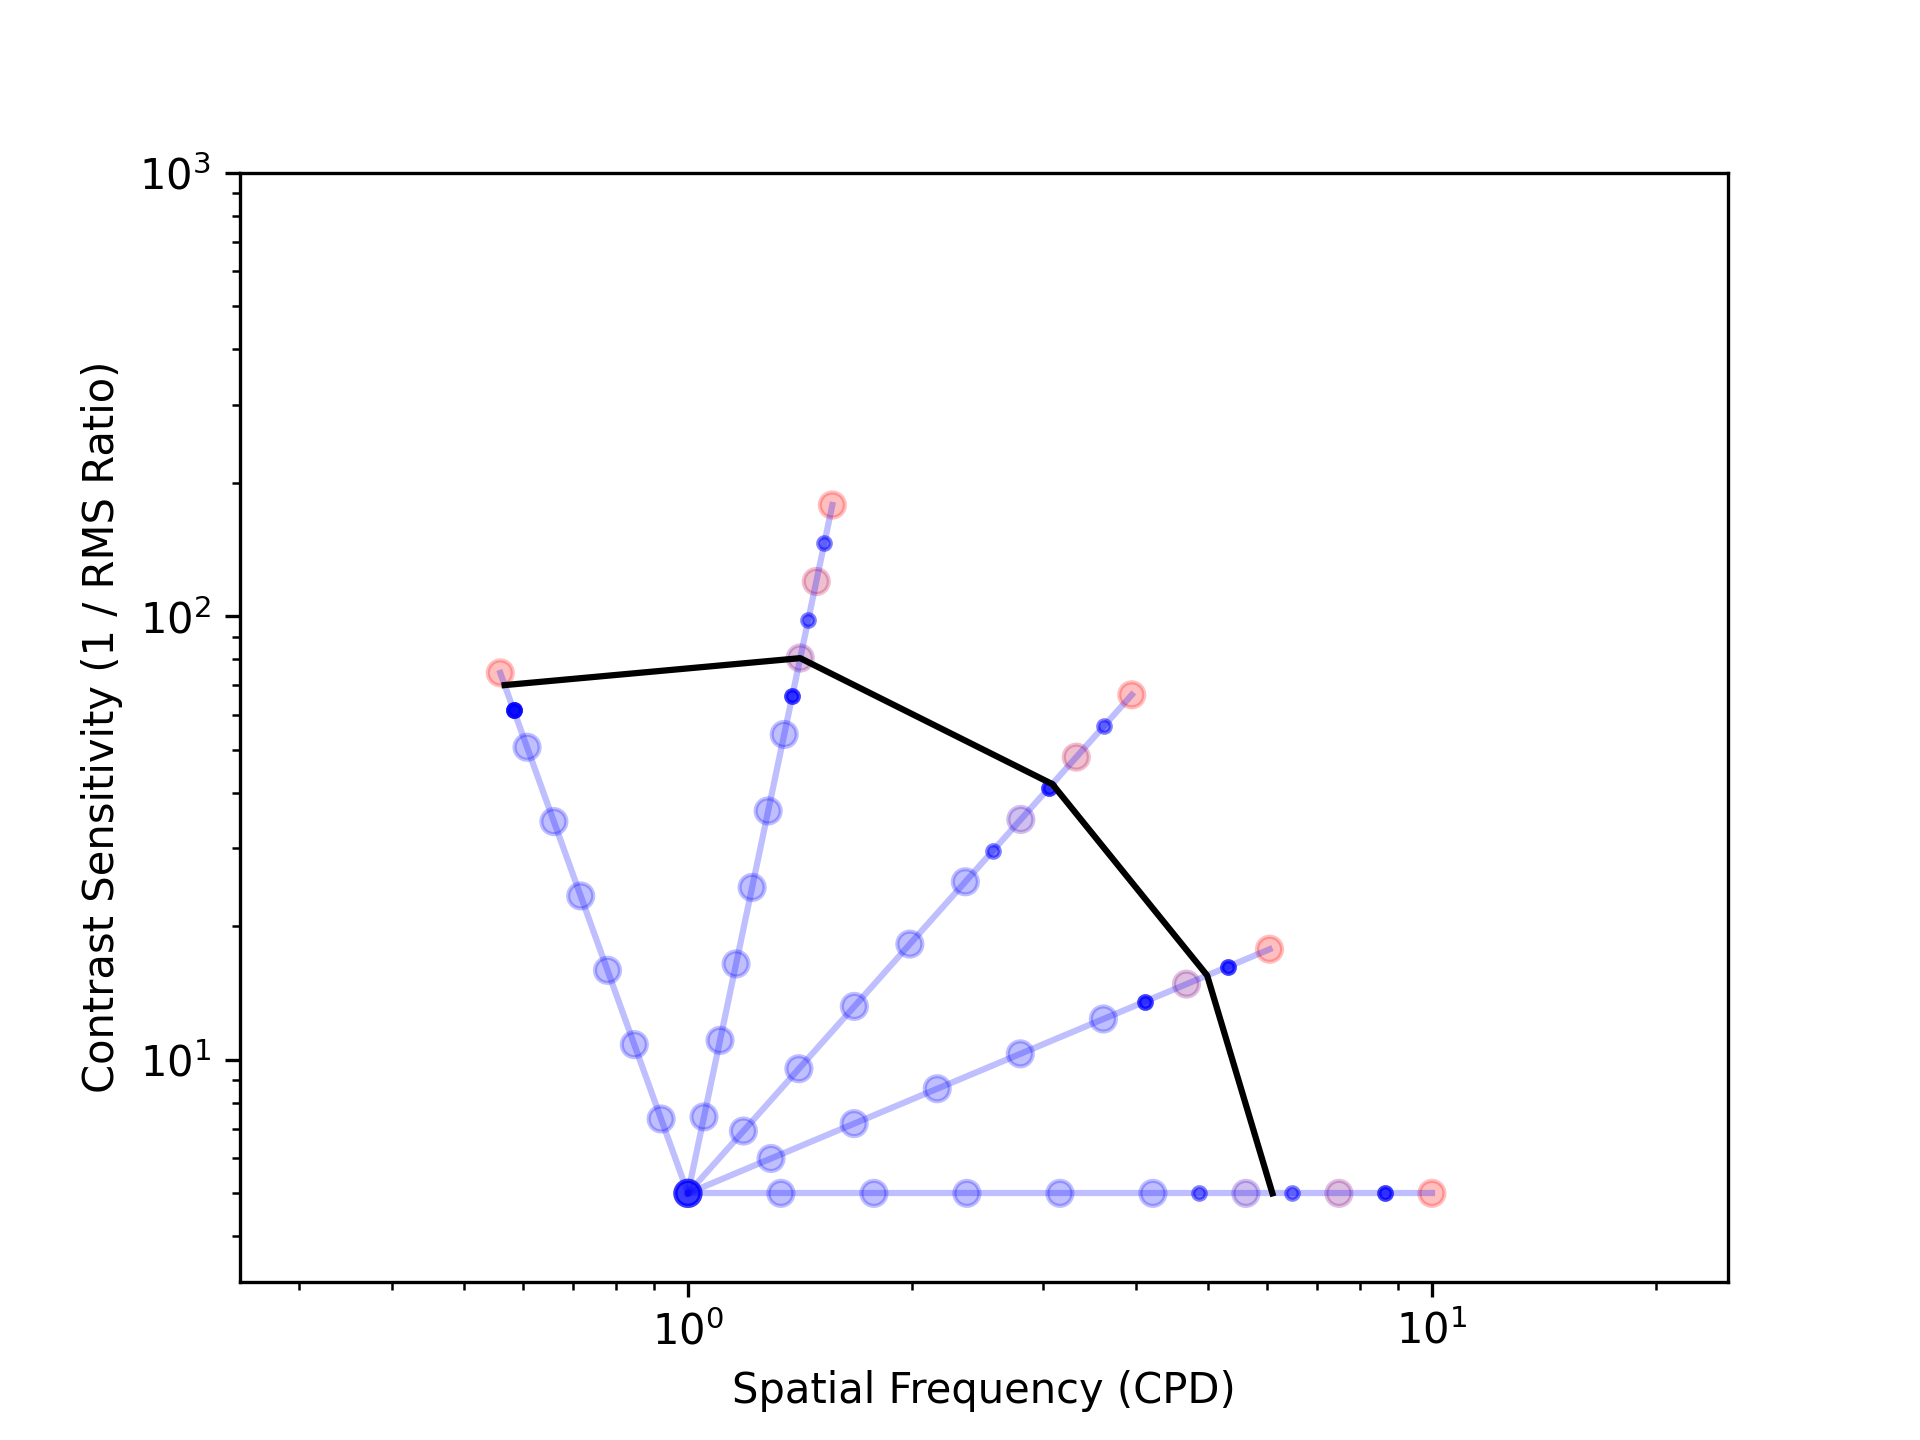 10³
10²
10¹
Contrast Sensitivity (1 / RMS Ratio)
10⁰ 10¹
Spatial Frequency (CPD)